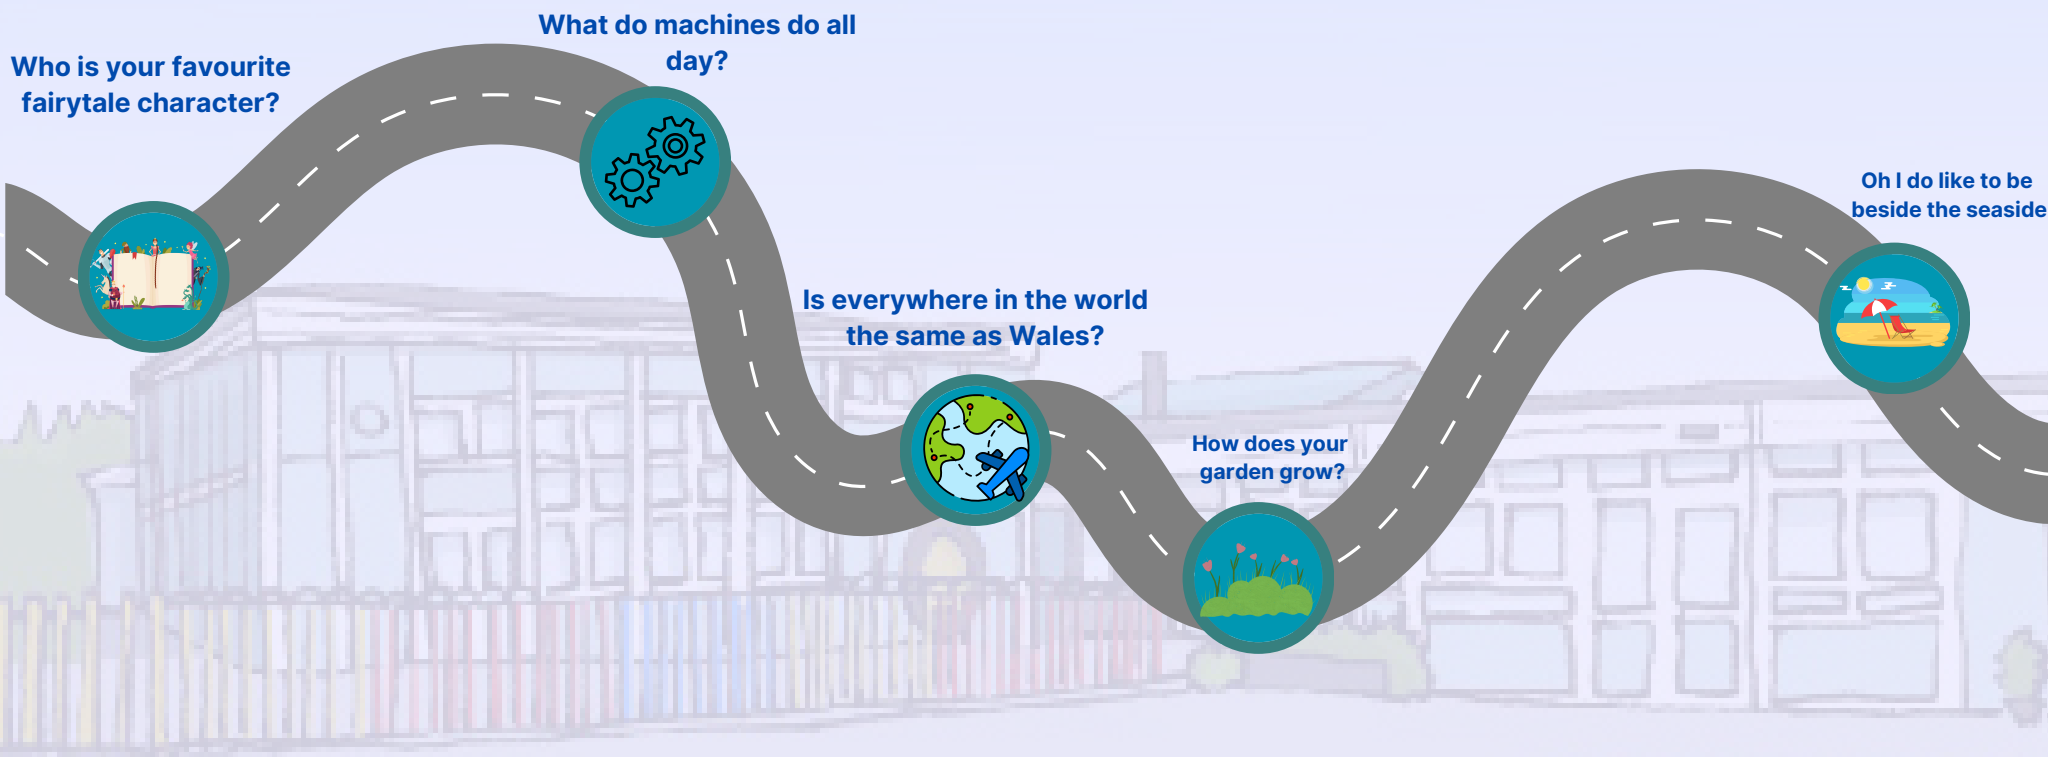 Who is your favourite
fairytale character?
What do machines do all
day?
Is everywhere in the world
the same as Wales?
How does your
garden grow?
Oh I do like to be
beside the seaside